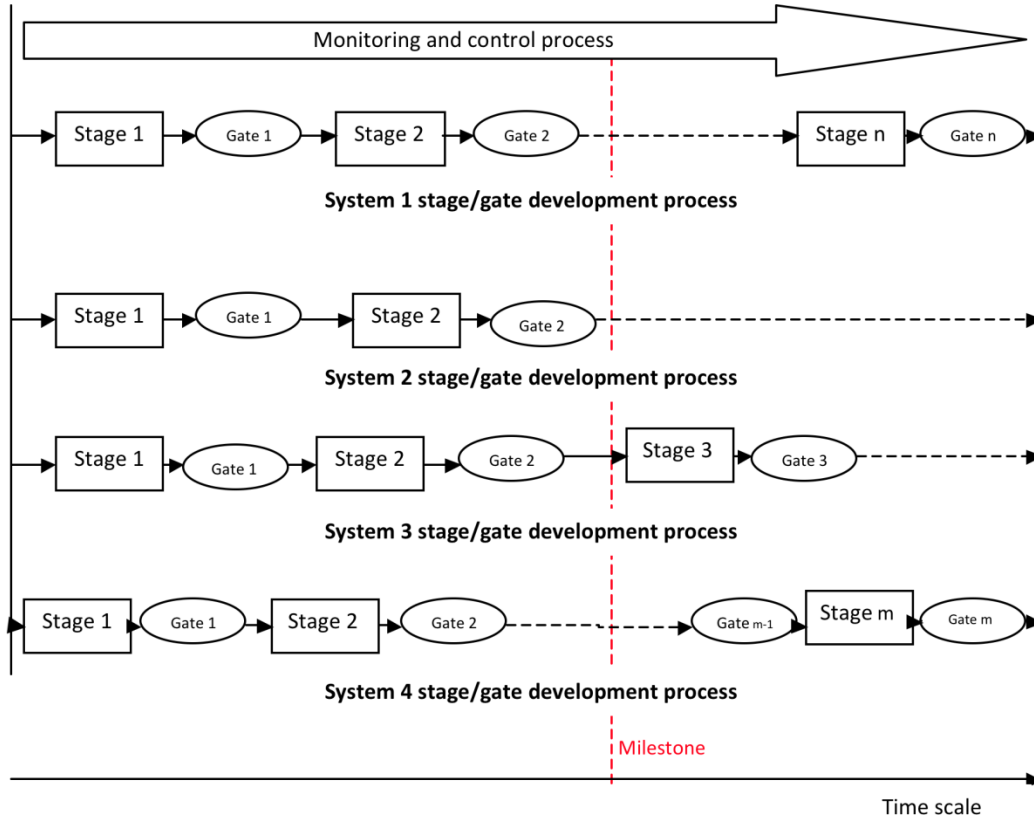 Monitoring and control process
Stage 1
Gate 1
Stage 2
Gate 2
Stage n
Gate n
System 1 stage/gate development process
Stage 1
Gate 1
Stage 2
Gate 2
System 2 stage/gate development process
Stage 1
Gate 1
Stage 2
Gate 2
Stage 3
Gate 3
System 3 stage/gate development process
Stage 1
Gate 1
Stage 2
Gate 2
Gate m-1
Stage m
Gate m
System 4 stage/gate development process
Milestone
Time scale